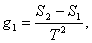 g₁ = (S₂ − S₁) / T²,